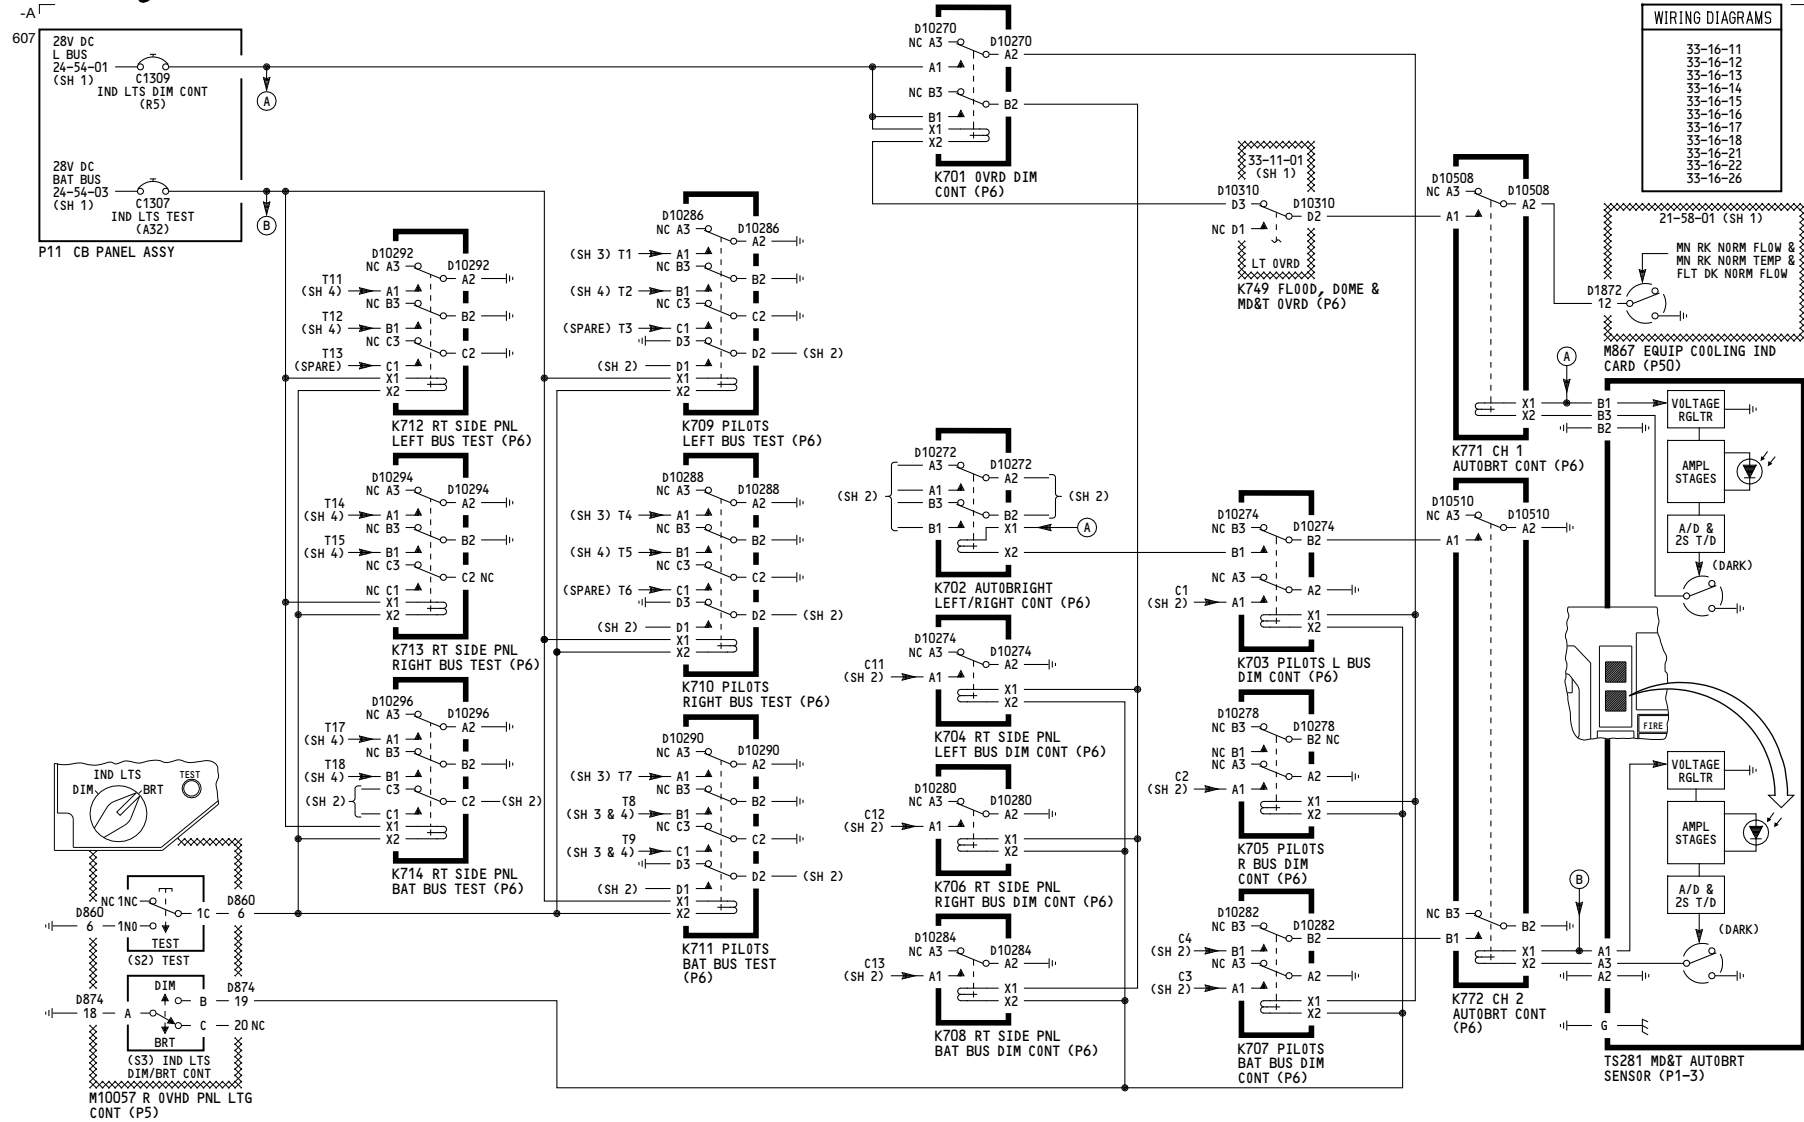 -A
607
28V DC
L BUS
24-54-01
(SH 1)
C1309
IND LTS DIM CONT
(R5)
A
28V DC
BAT BUS
24-54-03
(SH 1)
C1307
IND LTS TEST
(A32)
B
P11 CB PANEL ASSY
D10292
NC A3
D10292
A2
T11
(SH 4)
A1
NC B3
B2
T12
(SH 4)
B1
NC C3
C2
T13
(SPARE)
C1
X1
X2
K712 RT SIDE PNL
LEFT BUS TEST (P6)
D10294
NC A3
D10294
A2
T14
(SH 4)
A1
NC B3
B2
T15
(SH 4)
B1
NC C3
C2 NC
NC C1
X1
X2
K713 RT SIDE PNL
RIGHT BUS TEST (P6)
D10296
NC A3
D10296
A2
T17
(SH 4)
A1
NC B3
B2
T18
(SH 4)
B1
C3
(SH 2)
C2
(SH 2)
C1
X1
X2
K714 RT SIDE PNL
BAT BUS TEST (P6)
IND LTS
DIM
BRT
TEST
D860
6
NC 1NC
1NO
1C
D860
6
TEST
(S2) TEST
D874
18
A
DIM
B
D874
19
C
20 NC
BRT
(S3) IND LTS
DIM/BRT CONT
M10057 R OVHD PNL LTG
CONT (P5)
D10286
NC A3
D10286
A2
(SH 3) T1
A1
NC B3
B2
(SH 4) T2
B1
NC C3
C2
(SPARE) T3
C1
D3
D2
(SH 2)
(SH 2)
D1
X1
X2
K709 PILOTS
LEFT BUS TEST (P6)
D10288
NC A3
D10288
A2
(SH 3) T4
A1
NC B3
B2
(SH 4) T5
B1
NC C3
C2
(SPARE) T6
C1
D3
D2
(SH 2)
(SH 2)
D1
X1
X2
K710 PILOTS
RIGHT BUS TEST (P6)
D10290
NC A3
D10290
A2
(SH 3) T7
A1
NC B3
B2
T8
(SH 3 & 4)
B1
NC C3
C2
T9
(SH 3 & 4)
C1
D3
D2
(SH 2)
(SH 2)
D1
X1
X2
K711 PILOTS
BAT BUS TEST
(P6)
D10270
NC A3
D10270
A2
A1
NC B3
B2
B1
X1
X2
K701 OVRD DIM
CONT (P6)
D10272
A3
D10272
A2
(SH 2)
A1
B3
(SH 2)
B2
B1
X1
A
X2
K702 AUTOBRIGHT
LEFT/RIGHT CONT (P6)
D10274
NC A3
D10274
A2
C11
(SH 2)
A1
X1
X2
K704 RT SIDE PNL
LEFT BUS DIM CONT (P6)
D10280
NC A3
D10280
A2
C12
(SH 2)
A1
X1
X2
K706 RT SIDE PNL
RIGHT BUS DIM CONT (P6)
D10284
NC A3
D10284
A2
C13
(SH 2)
A1
X1
X2
K708 RT SIDE PNL
BAT BUS DIM CONT (P6)
33-11-01
(SH 1)
D10310
D3
D10310
D2
NC D1
LT OVRD
K749 FLOOD, DOME &
MD&T OVRD (P6)
D10274
NC B3
D10274
B2
B1
NC A3
A2
C1
(SH 2)
A1
X1
X2
K703 PILOTS L BUS
DIM CONT (P6)
D10278
NC B3
D10278
B2 NC
NC B1
NC A3
A2
C2
(SH 2)
A1
X1
X2
K705 PILOTS
R BUS DIM
CONT (P6)
D10282
NC B3
D10282
B2
C4
(SH 2)
B1
NC A3
A2
C3
(SH 2)
A1
X1
X2
K707 PILOTS
BAT BUS DIM
CONT (P6)
D10508
NC A3
D10508
A2
A1
X1
X2
K771 CH 1
AUTOBRT CONT (P6)
D10510
NC A3
D10510
A2
A1
NC B3
B2
B1
X1
X2
K772 CH 2
AUTOBRT CONT
(P6)
WIRING DIAGRAMS
33-16-11
33-16-12
33-16-13
33-16-14
33-16-15
33-16-16
33-16-17
33-16-18
33-16-21
33-16-22
33-16-26
21-58-01 (SH 1)
MN RK NORM FLOW &
MN RK NORM TEMP &
FLT DK NORM FLOW
D1872
12
M867 EQUIP COOLING IND
CARD (P50)
A
B1
B3
B2
VOLTAGE
RGLTR
AMPL
STAGES
A/D &
2S T/D
(DARK)
FIRE
VOLTAGE
RGLTR
AMPL
STAGES
A/D &
2S T/D
(DARK)
B
A1
A3
A2
G
TS281 MD&T AUTOBRT
SENSOR (P1-3)